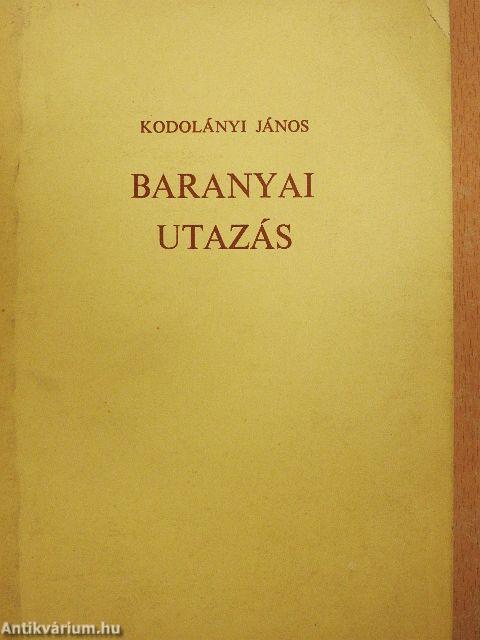 KODOLÁNYI JÁNOS
BARANYAI
UTAZÁS
Antikvárium.hu